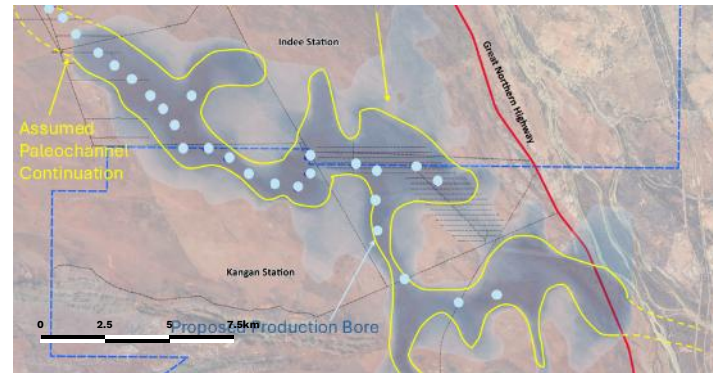 Indee Station
Great Northern Highway
Assumed
Paleochannel
Continuation
Kangan Station
0 2.5 5 7.5km
Proposed Production Bore